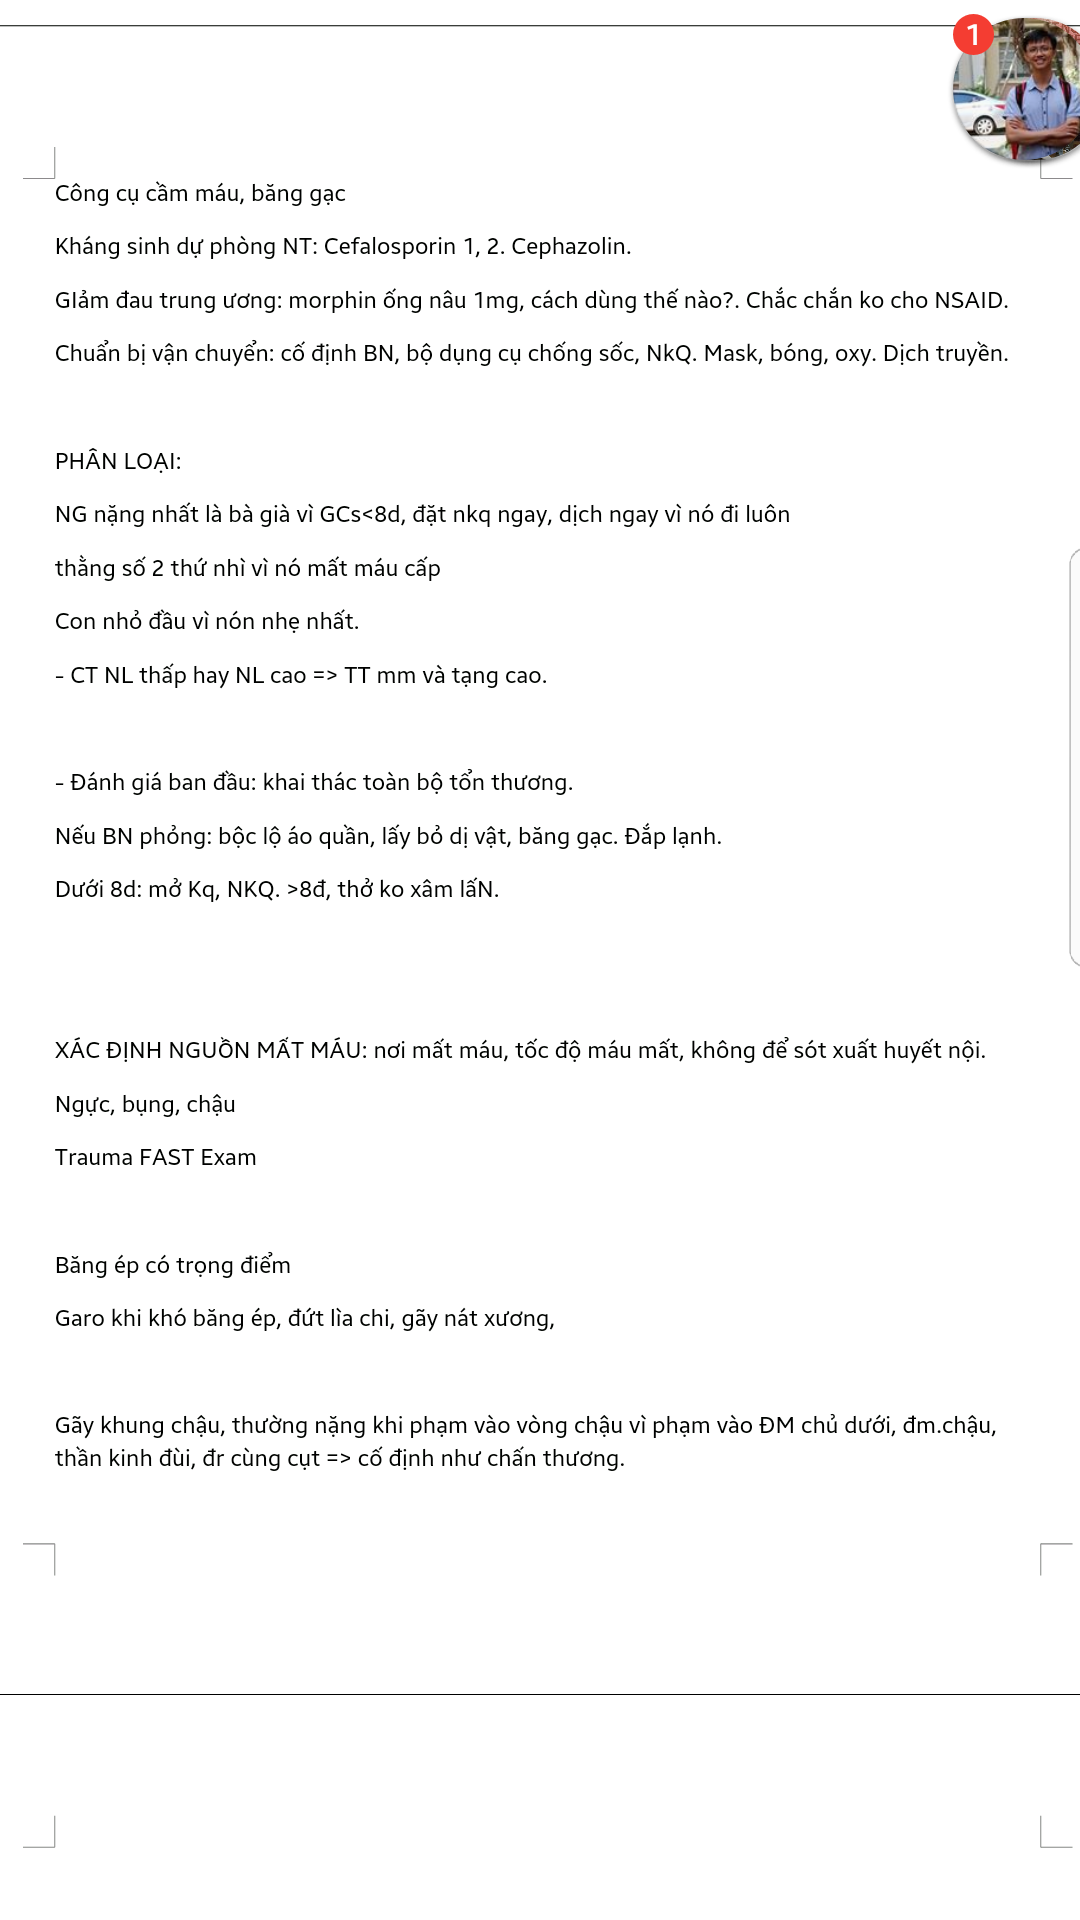 1
Công cụ cầm máu, băng gạc
Kháng sinh dự phòng NT: Cefalosporin 1, 2. Cephazolin.
GIảm đau trung ương: morphin ống nâu 1mg, cách dùng thế nào?. Chắc chắn ko cho NSAID.
Chuẩn bị vận chuyển: cố định BN, bộ dụng cụ chống sốc, NkQ. Mask, bóng, oxy. Dịch truyền.
PHÂN LOẠI:
NG nặng nhất là bà già vì GCs<8d, đặt nkq ngay, dịch ngay vì nó đi luôn
thằng số 2 thứ nhì vì nó mất máu cấp
Con nhỏ đầu vì nón nhẹ nhất.
- CT NL thấp hay NL cao => TT mm và tạng cao.
- Đánh giá ban đầu: khai thác toàn bộ tổn thương.
Nếu BN phỏng: bộc lộ áo quần, lấy bỏ dị vật, băng gạc. Đắp lạnh.
Dưới 8d: mở Kq, NKQ. >8đ, thở ko xâm lấN.
XÁC ĐỊNH NGUỒN MẤT MÁU: nơi mất máu, tốc độ máu mất, không để sót xuất huyết nội.
Ngực, bụng, chậu
Trauma FAST Exam
Băng ép có trọng điểm
Garo khi khó băng ép, đứt lìa chi, gãy nát xương,
Gãy khung chậu, thường nặng khi phạm vào vòng chậu vì phạm vào ĐM chủ dưới, đm.chậu,
thần kinh đùi, đr cùng cụt => cố định như chấn thương.